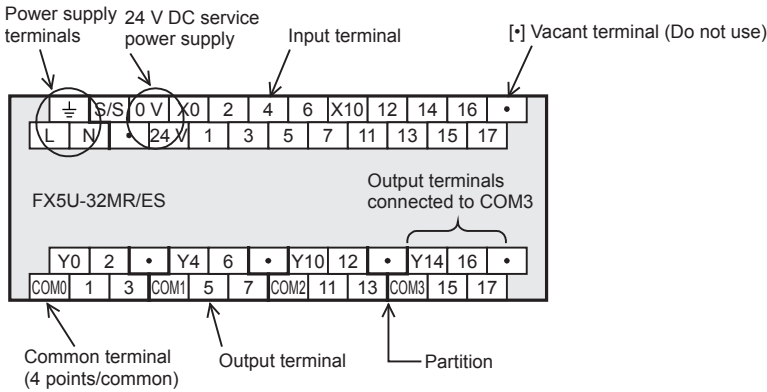 Power supply
terminals
24 V DC service
power supply
Input terminal
[•] Vacant terminal (Do not use)
⏚ S/S 0 V X0 2 4 6 X10 12 14 16 •
L N • 24 V 1 3 5 7 11 13 15 17
FX5U-32MR/ES
Output terminals
connected to COM3
Y0 2 • Y4 6 • Y10 12 • Y14 16 •
COM0 1 3 COM1 5 7 COM2 11 13 COM3 15 17
Common terminal
(4 points/common)
Output terminal
Partition